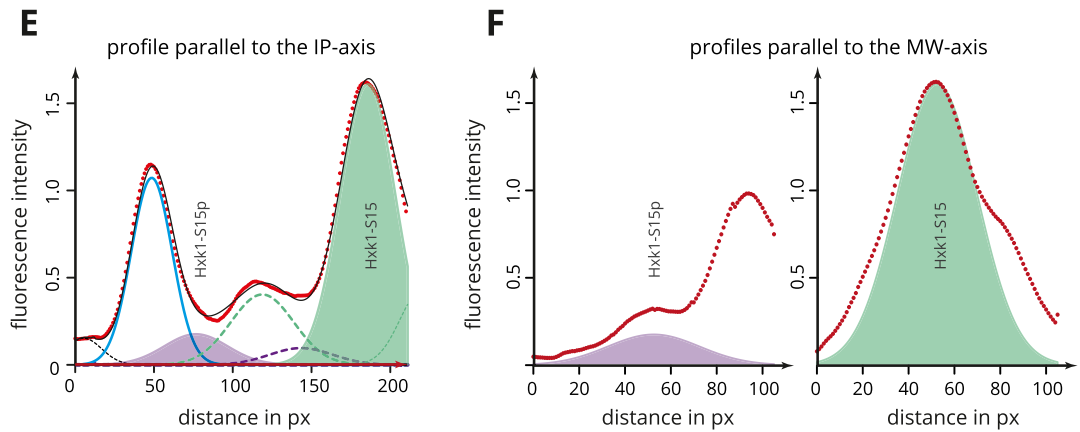 E
profile parallel to the IP-axis
fluorescence intensity
0 0.5 1.0 1.5
Hxk1-S15p
Hxk1-S15
0 50 100 150 200
distance in px
F
profiles parallel to the MW-axis
fluorescence intensity
0.5 1.0 1.5
Hxk1-S15p
0 20 40 60 80 100
distance in px
0.5 1.0 1.5
Hxk1-S15
0 20 40 60 80 100
distance in px